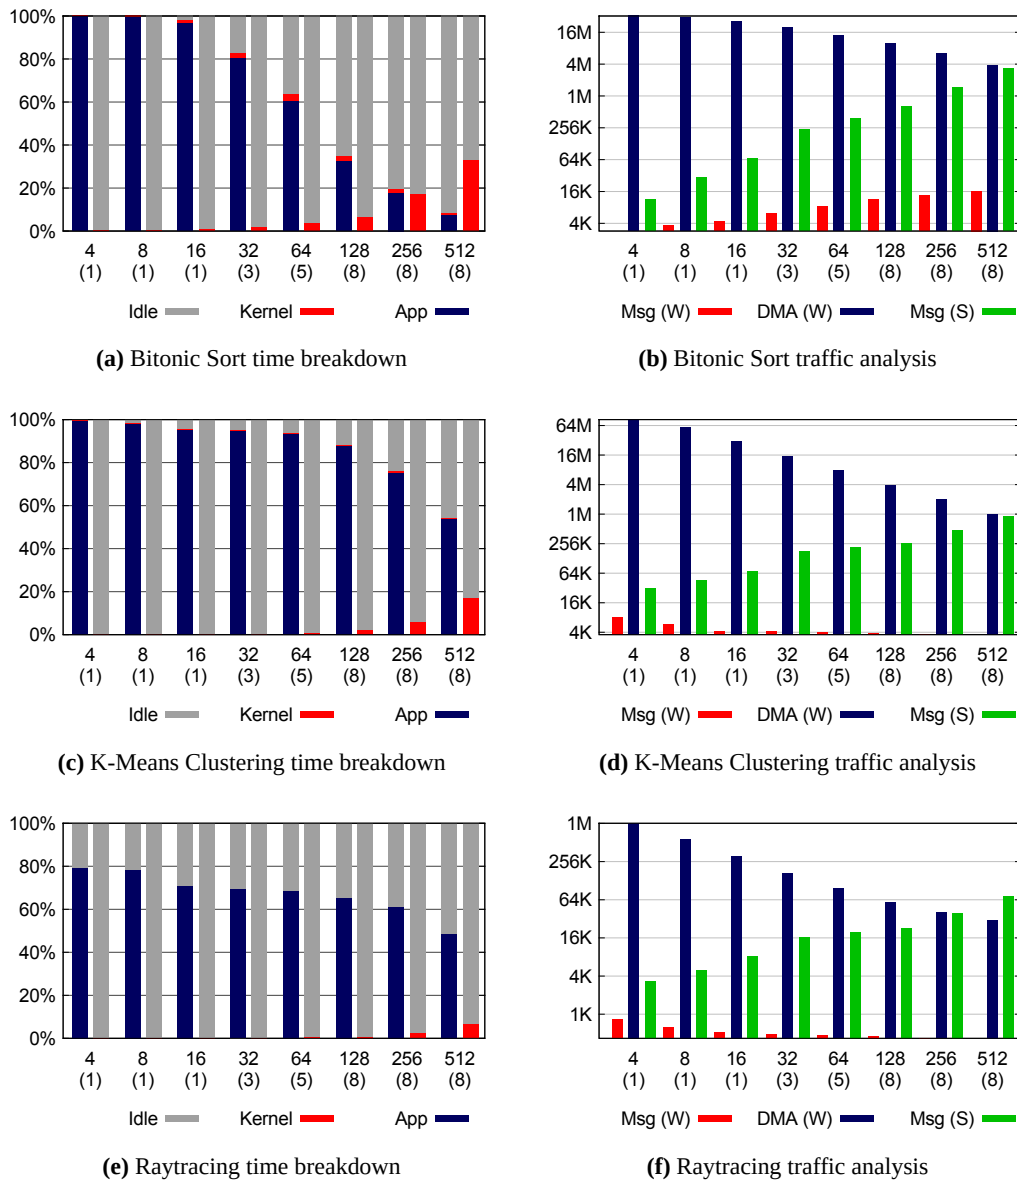 100%
80%
60%
40%
20%
0%
4 8 16 32 64 128 256 512
(1) (1) (1) (3) (5) (8) (8) (8)
Idle Kernel App
(a) Bitonic Sort time breakdown
16M
4M
1M
256K
64K
16K
4K
4 8 16 32 64 128 256 512
(1) (1) (1) (3) (5) (8) (8) (8)
Msg (W) DMA (W) Msg (S)
(b) Bitonic Sort traffic analysis
100%
80%
60%
40%
20%
0%
4 8 16 32 64 128 256 512
(1) (1) (1) (3) (5) (8) (8) (8)
Idle Kernel App
(c) K-Means Clustering time breakdown
64M
16M
4M
1M
256K
64K
16K
4K
4 8 16 32 64 128 256 512
(1) (1) (1) (3) (5) (8) (8) (8)
Msg (W) DMA (W) Msg (S)
(d) K-Means Clustering traffic analysis
100%
80%
60%
40%
20%
0%
4 8 16 32 64 128 256 512
(1) (1) (1) (3) (5) (8) (8) (8)
Idle Kernel App
(e) Raytracing time breakdown
1M
256K
64K
16K
4K
1K
4 8 16 32 64 128 256 512
(1) (1) (1) (3) (5) (8) (8) (8)
Msg (W) DMA (W) Msg (S)
(f) Raytracing traffic analysis